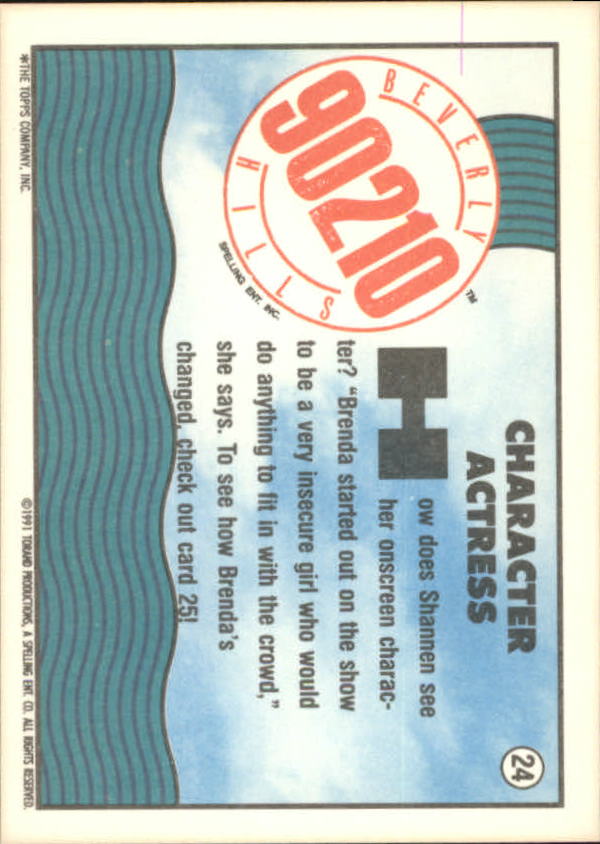 CHARACTER
ACTRESS
24
BEVERLY
90210
HILLS
TM
SPELLING ENT. INC.
How does Shannen see
her onscreen charac-
ter? "Brenda started out on the show
to be a very insecure girl who would
do anything to fit in with the crowd,"
she says. To see how Brenda's
changed, check out card 25!
*THE TOPPS COMPANY, INC.
©1991 TORAND PRODUCTIONS, A SPELLING ENT. CO. ALL RIGHTS RESERVED.